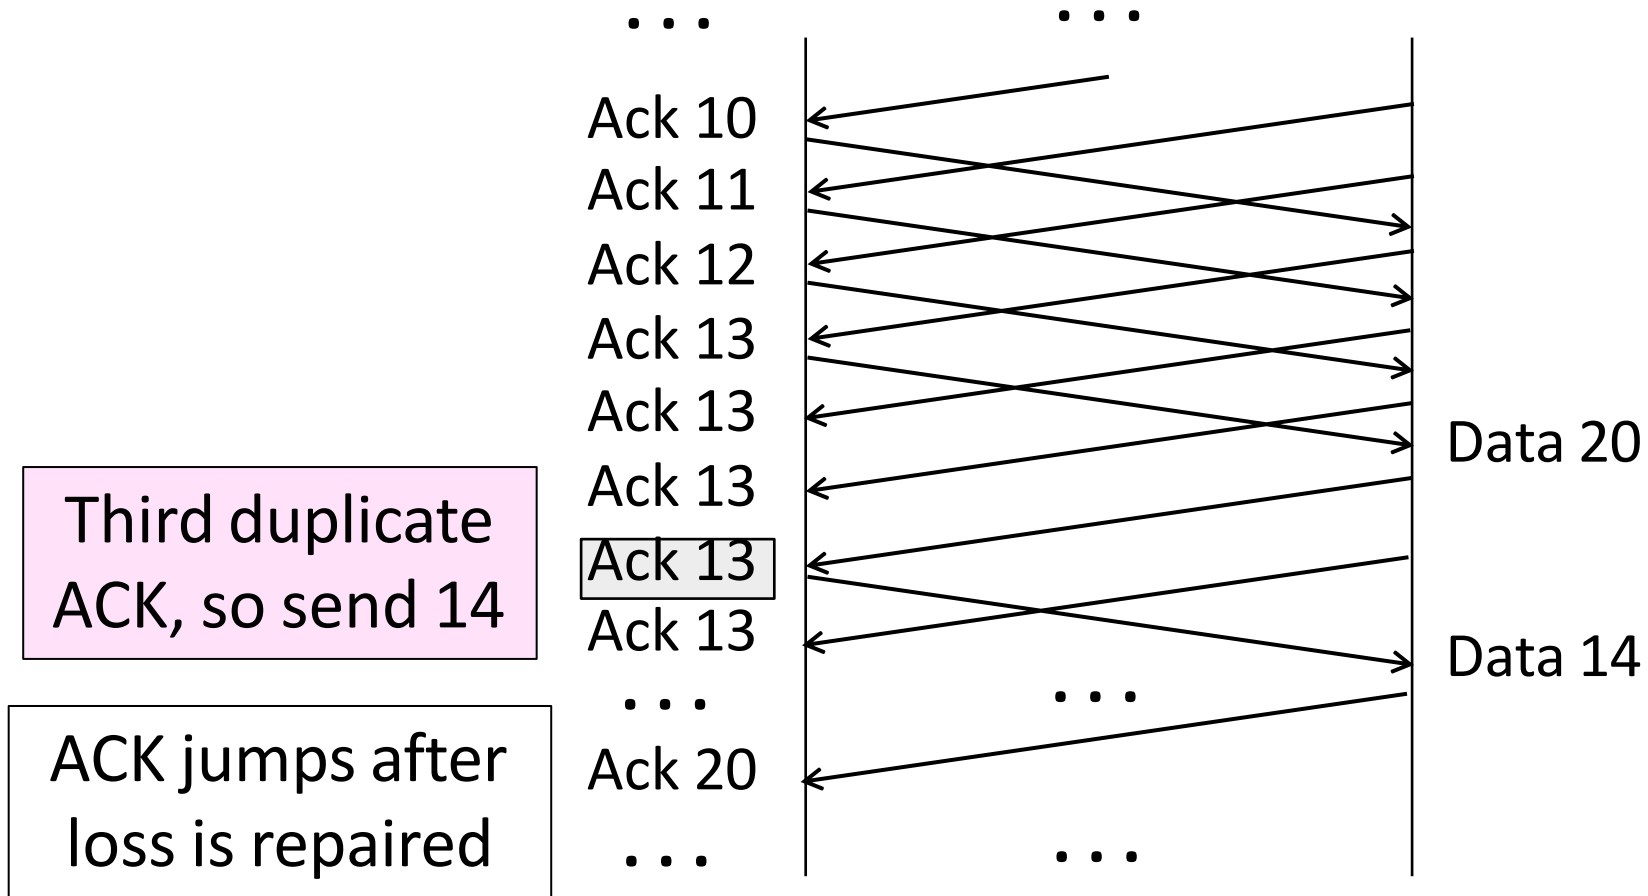 . . .
. . .
Ack 10
Ack 11
Ack 12
Ack 13
Ack 13
Data 20
Ack 13
Third duplicate
ACK, so send 14
Ack 13
Ack 13
Data 14
. . .
. . .
ACK jumps after
loss is repaired
Ack 20
. . .
. . .